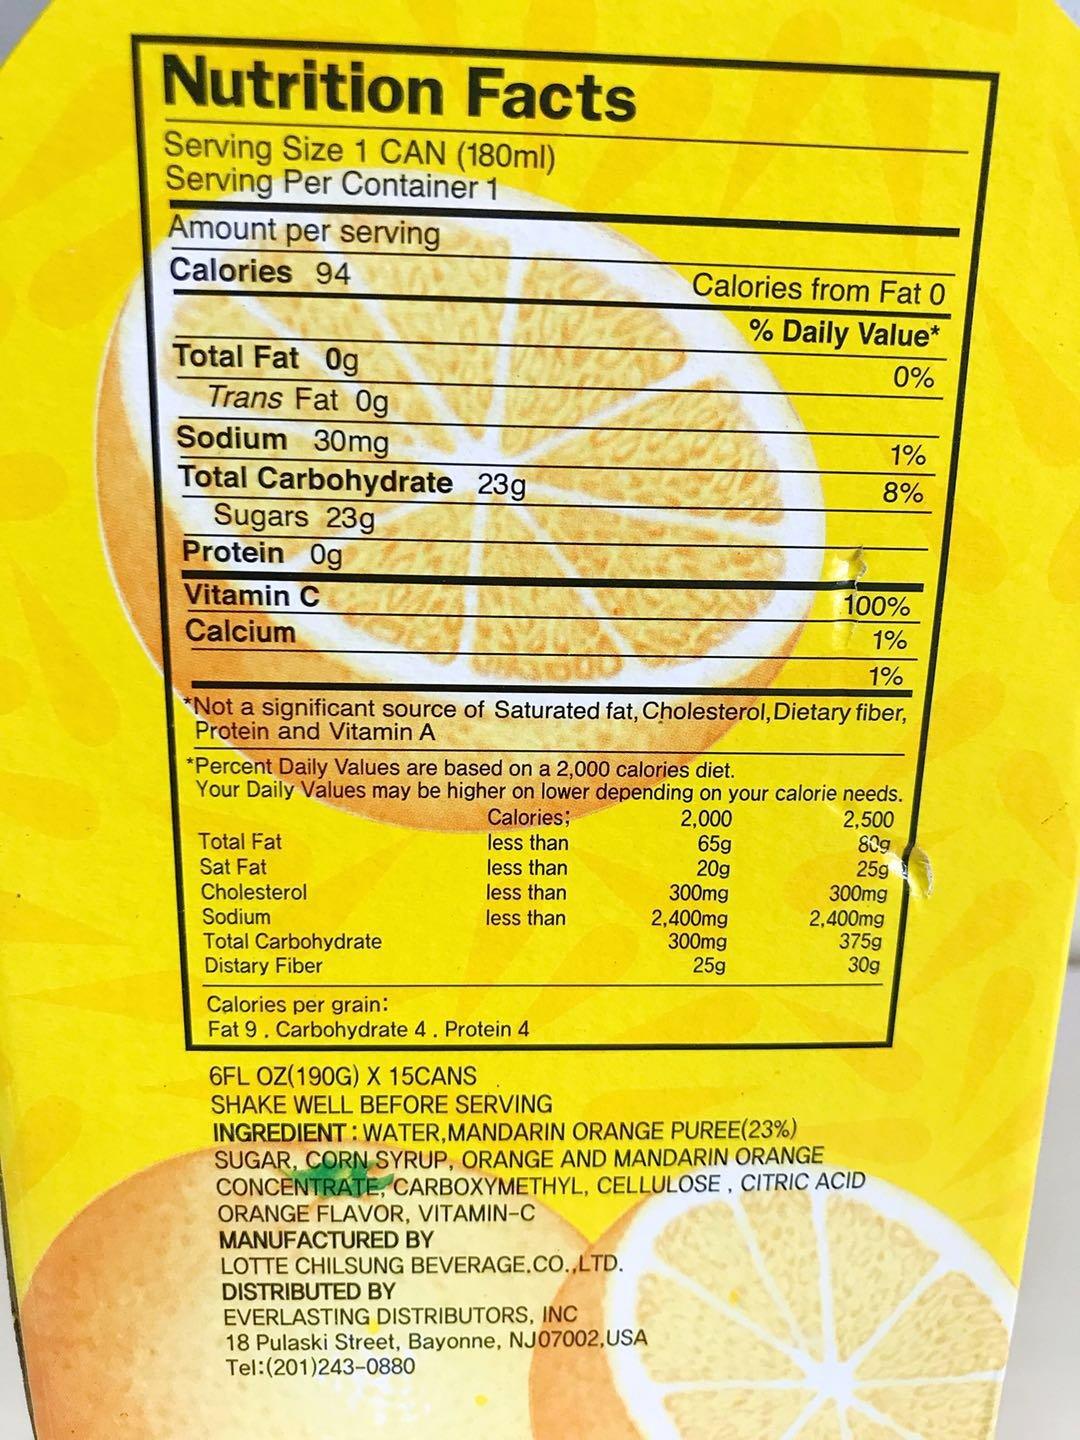 Nutrition Facts
Serving Size 1 CAN (180ml)
Serving Per Container 1
Amount per serving
Calories 94 Calories from Fat 0
% Daily Value*
Total Fat 0g 0%
Trans Fat 0g
Sodium 30mg 1%
Total Carbohydrate 23g 8%
Sugars 23g
Protein 0g
Vitamin C 100%
Calcium 1%
1%
*Not a significant source of Saturated fat, Cholesterol, Dietary fiber,
Protein and Vitamin A
*Percent Daily Values are based on a 2,000 calories diet.
Your Daily Values may be higher on lower depending on your calorie needs.
Calories; 2,000 2,500
Total Fat less than 65g 80g
Sat Fat less than 20g 25g
Cholesterol less than 300mg 300mg
Sodium less than 2,400mg 2,400mg
Total Carbohydrate 300mg 375g
Distary Fiber 25g 30g
Calories per grain:
Fat 9 . Carbohydrate 4 . Protein 4
6FL OZ(190G) X 15CANS
SHAKE WELL BEFORE SERVING
INGREDIENT : WATER, MANDARIN ORANGE PUREE(23%)
SUGAR, CORN SYRUP, ORANGE AND MANDARIN ORANGE
CONCENTRATE, CARBOXYMETHYL, CELLULOSE , CITRIC ACID
ORANGE FLAVOR, VITAMIN-C
MANUFACTURED BY
LOTTE CHILSUNG BEVERAGE.CO.,LTD.
DISTRIBUTED BY
EVERLASTING DISTRIBUTORS, INC
18 Pulaski Street, Bayonne, NJ07002,USA
Tel:(201)243-0880